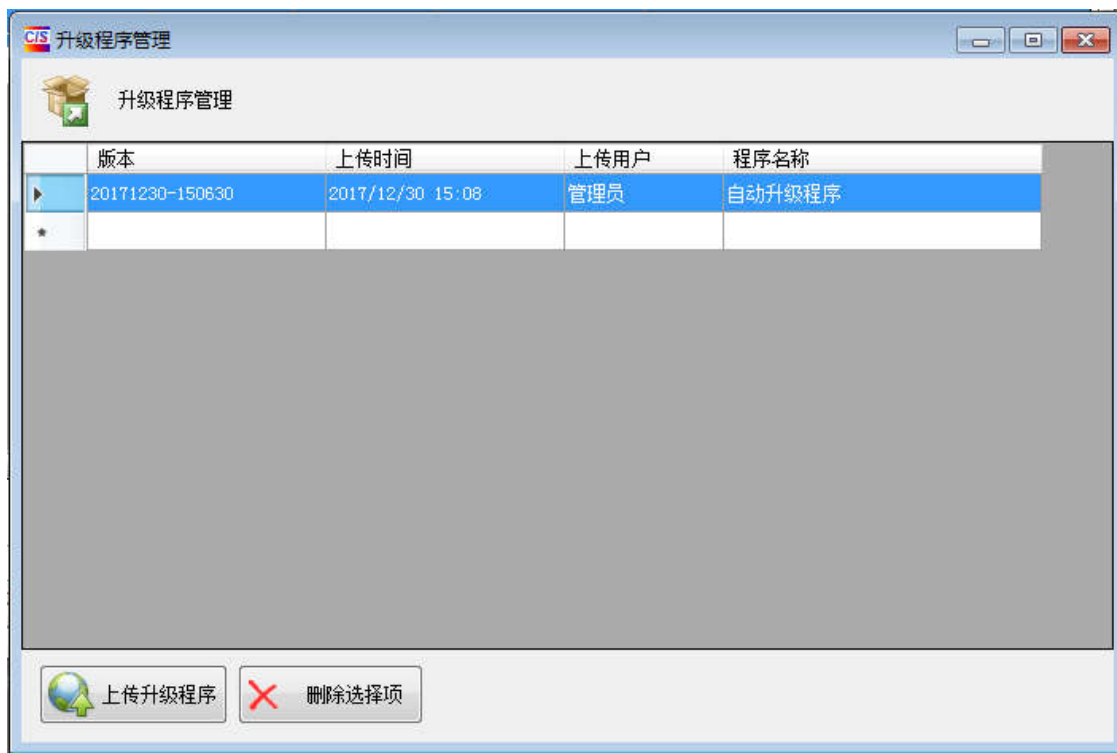 CIS 升级程序管理
升级程序管理
版本 上传时间 上传用户 程序名称
20171230-150630 2017/12/30 15:08 管理员 自动升级程序
*
上传升级程序 删除选择项